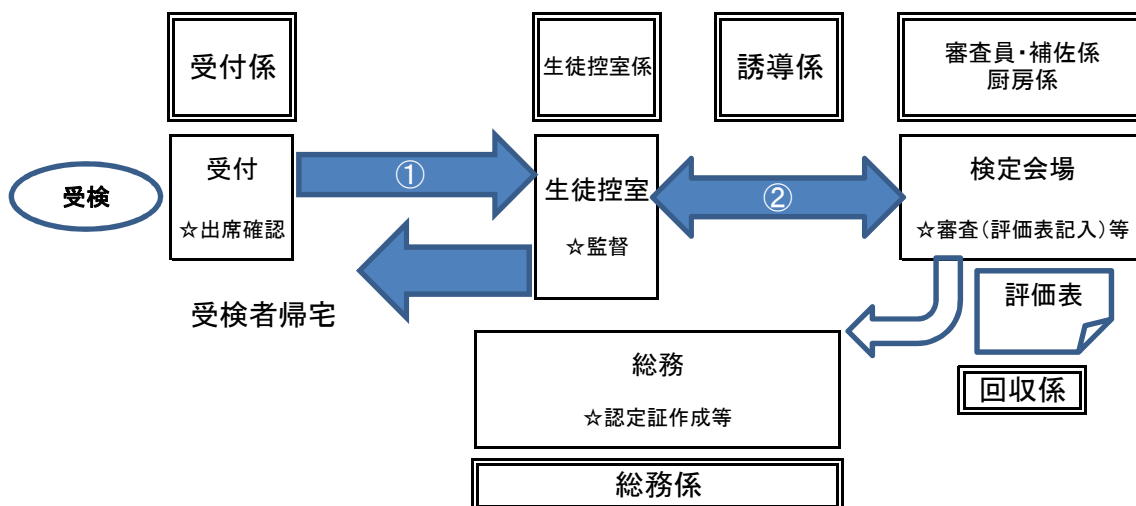 受付係
生徒控室係
誘導係
審査員・補佐係
厨房係
受検
受付
☆出席確認
①
生徒控室
☆監督
②
検定会場
☆審査(評価表記入)等
受検者帰宅
評価表
回収係
総務
☆認定証作成等
総務係